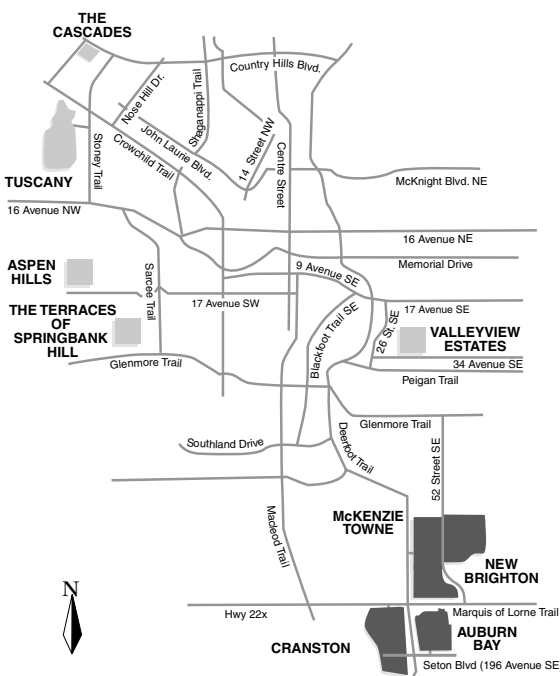 THE
CASCADES
Country Hills Blvd.
Nose Hill Dr.
Shaganappi Trail
John Laurie Blvd.
14 Street NW
Centre Street
Stoney Trail
Crowchild Trail
TUSCANY
McKnight Blvd. NE
16 Avenue NW
16 Avenue NE
ASPEN
HILLS
Sarcee Trail
9 Avenue SE
Memorial Drive
17 Avenue SW
17 Avenue SE
THE TERRACES
OF
SPRINGBANK
HILL
Blackfoot Trail SE
26 St. SE
VALLEYVIEW
ESTATES
34 Avenue SE
Glenmore Trail
Peigan Trail
Glenmore Trail
Southland Drive
Deerfoot Trail
52 Street SE
Macleod Trail
McKENZIE
TOWNE
NEW
BRIGHTON
N
Hwy 22x
Marquis of Lorne Trail
CRANSTON
AUBURN
BAY
Seton Blvd (196 Avenue SE